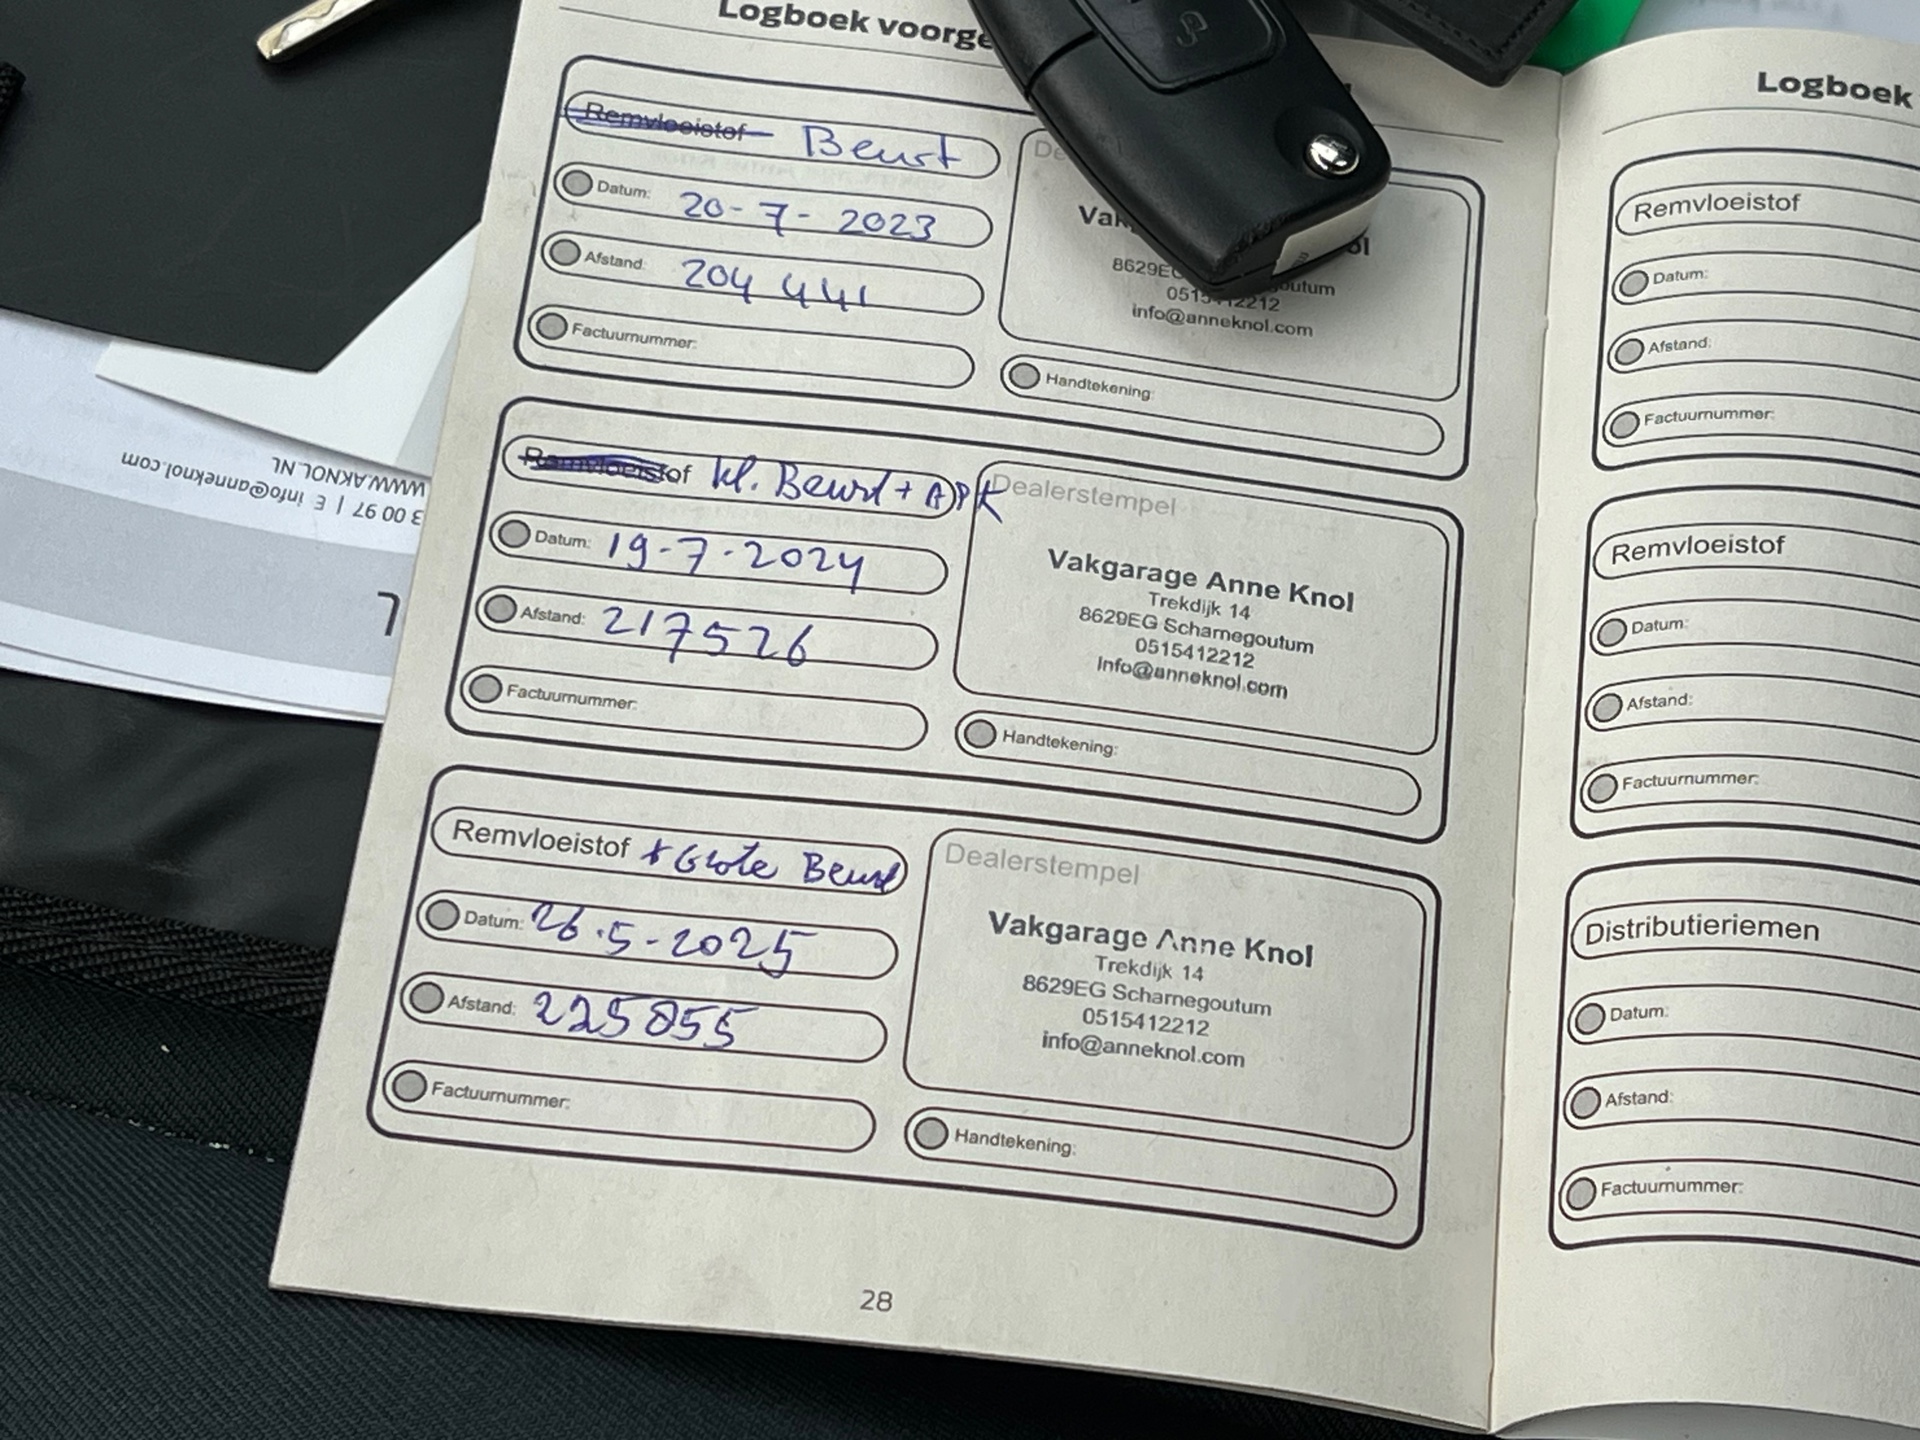 Logboek voorge
Remvloeistof Beurt
Datum: 20-7-2023
Afstand: 204 441
Factuurnummer:
8629E
outum
info@anneknol.com
Handtekening:
Remvloeistof kl. Beurt + APK
Datum: 19-7-2024
Afstand: 217526
Factuurnummer:
Dealerstempel
Vakgarage Anne Knol
Trekdijk 14
8629EG Scharnegoutum
0515412212
info@anneknol.com
Handtekening:
Remvloeistof + Grote Beurt
Datum: 26-5-2025
Afstand: 225855
Factuurnummer:
Dealerstempel
Vakgarage Anne Knol
Trekdijk 14
8629EG Scharnegoutum
0515412212
info@anneknol.com
Handtekening:
28
Logboek
Remvloeistof
Datum:
Afstand:
Factuurnummer:
Remvloeistof
Datum:
Afstand:
Factuurnummer:
Distributieriemen
Datum:
Afstand:
Factuurnummer:
3 00 97 | E info@anneknol.com
WWW.AKNOL.NL
L